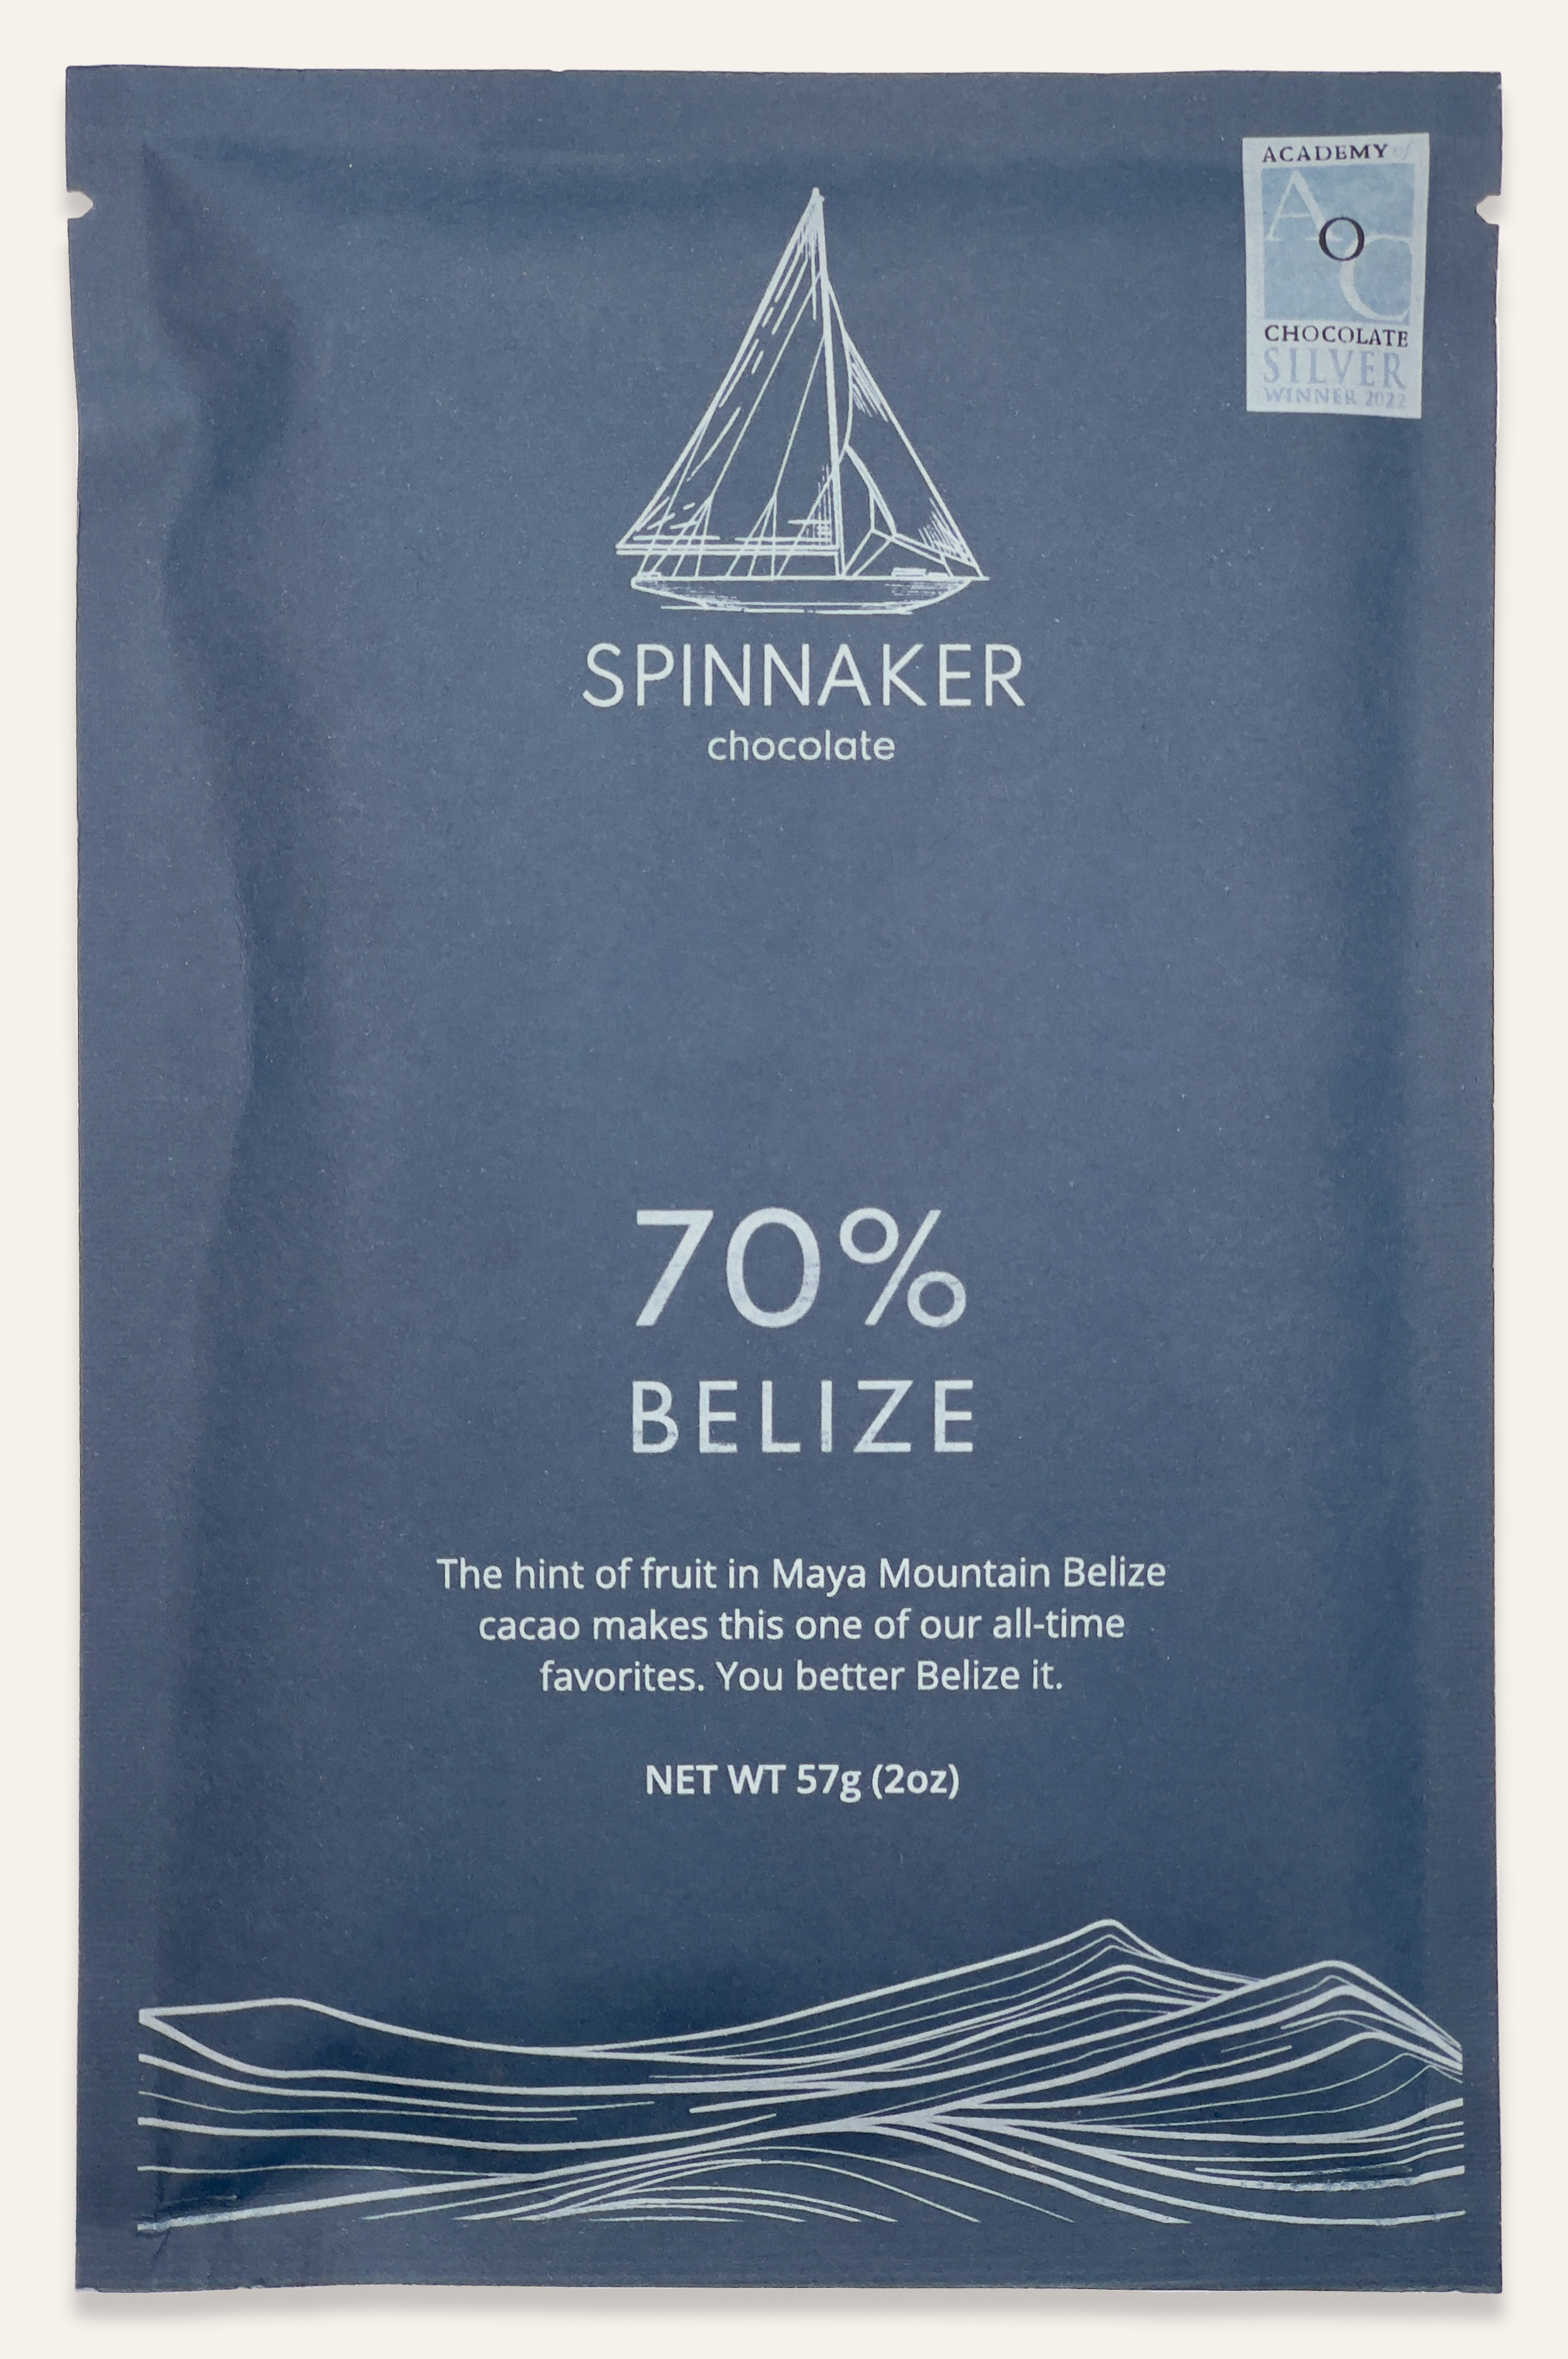 ACADEMY of
A
O
C
CHOCOLATE
SILVER
WINNER 2022
SPINNAKER
chocolate
70%
BELIZE
The hint of fruit in Maya Mountain Belize
cacao makes this one of our all-time
favorites. You better Belize it.
NET WT 57g (2oz)